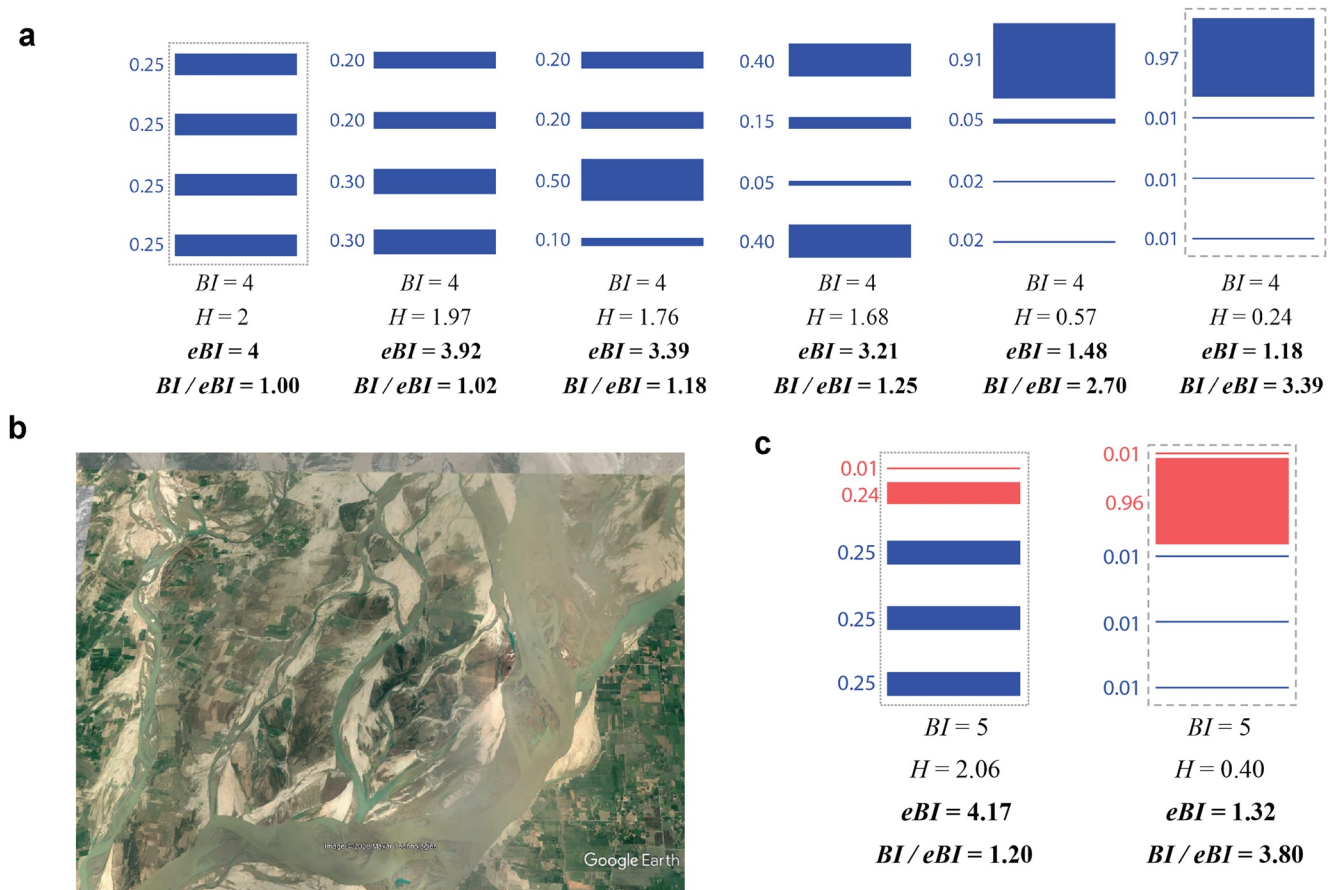 a
0.25
0.25
0.25
0.25
BI = 4
H = 2
eBI = 4
BI / eBI = 1.00
0.20
0.20
0.30
0.30
BI = 4
H = 1.97
eBI = 3.92
BI / eBI = 1.02
0.20
0.20
0.50
0.10
BI = 4
H = 1.76
eBI = 3.39
BI / eBI = 1.18
0.40
0.15
0.05
0.40
BI = 4
H = 1.68
eBI = 3.21
BI / eBI = 1.25
0.91
0.05
0.02
0.02
BI = 4
H = 0.57
eBI = 1.48
BI / eBI = 2.70
0.97
0.01
0.01
0.01
BI = 4
H = 0.24
eBI = 1.18
BI / eBI = 3.39
b
Image © 2020 Maxar Technologies
Google Earth
c
0.01
0.24
0.25
0.25
0.25
BI = 5
H = 2.06
eBI = 4.17
BI / eBI = 1.20
0.01
0.96
0.01
0.01
0.01
BI = 5
H = 0.40
eBI = 1.32
BI / eBI = 3.80